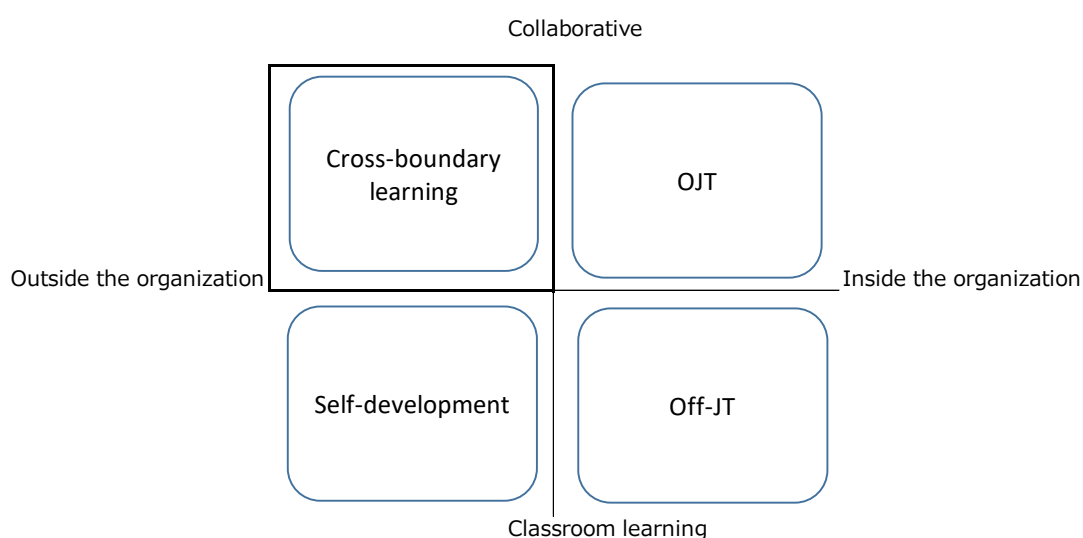 Collaborative
Cross-boundary
learning
OJT
Outside the organization
Inside the organization
Self-development
Off-JT
Classroom learning